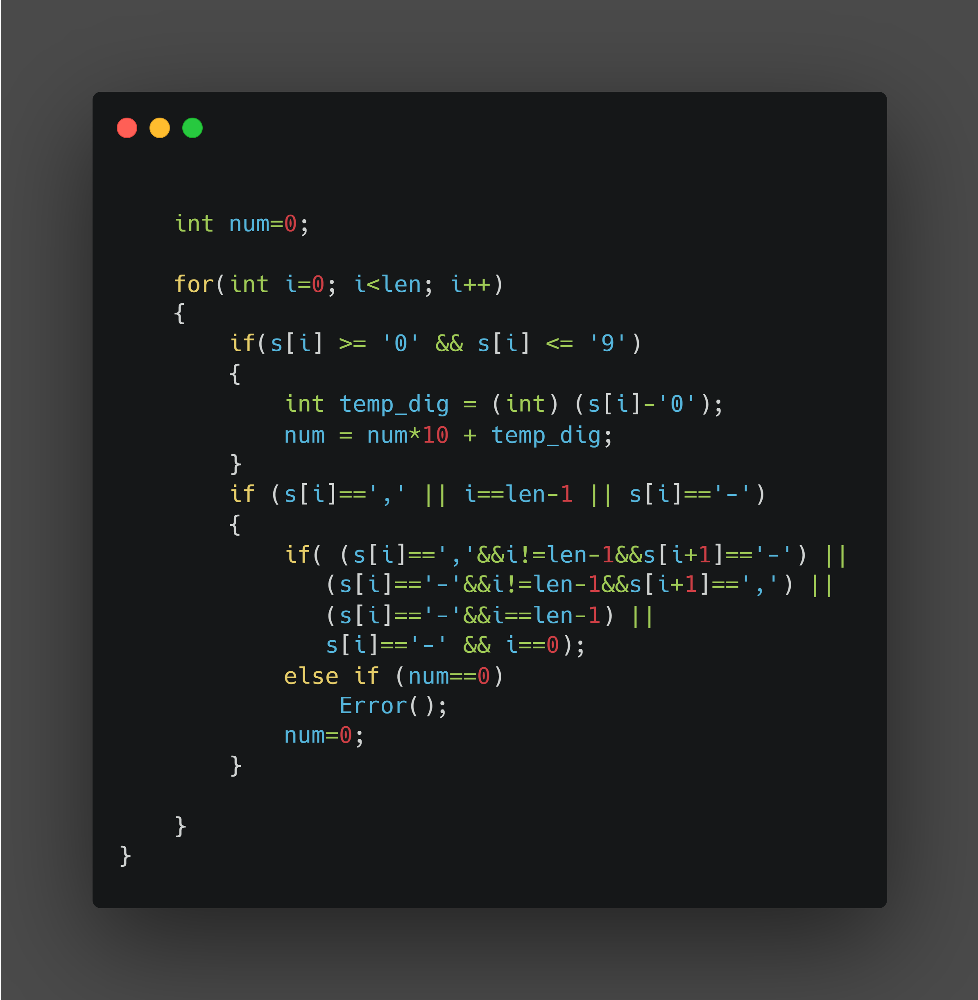 int num=0;
for(int i=0; i<len; i++)
{
if(s[i] >= '0' && s[i] <= '9')
{
int temp_dig = (int) (s[i]-'0');
num = num*10 + temp_dig;
}
if (s[i]==',' || i==len-1 || s[i]=='-')
{
if( (s[i]==','&&i!=len-1&&s[i+1]=='-') ||
(s[i]=='-'&&i!=len-1&&s[i+1]==',') ||
(s[i]=='-'&&i==len-1) ||
s[i]=='-' && i==0);
else if (num==0)
Error();
num=0;
}
}
}